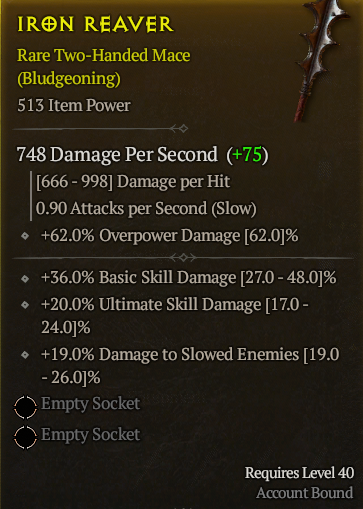 IRON REAVER
Rare Two-Handed Mace
(Bludgeoning)
513 Item Power
748 Damage Per Second (+75)
[666 - 998] Damage per Hit
0.90 Attacks per Second (Slow)
+62.0% Overpower Damage [62.0]%
+36.0% Basic Skill Damage [27.0 - 48.0]%
+20.0% Ultimate Skill Damage [17.0 -
24.0]%
+19.0% Damage to Slowed Enemies [19.0
- 26.0]%
Empty Socket
Empty Socket
Requires Level 40
Account Bound